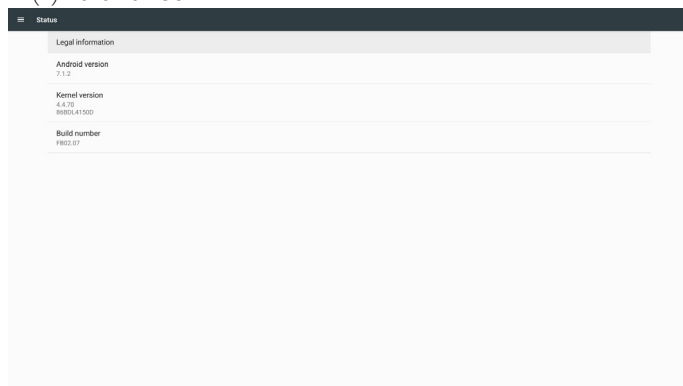 Status
Legal information
Android version
7.1.2
Kernel version
4.4.70
86BDL4150D
Build number
FB02.07